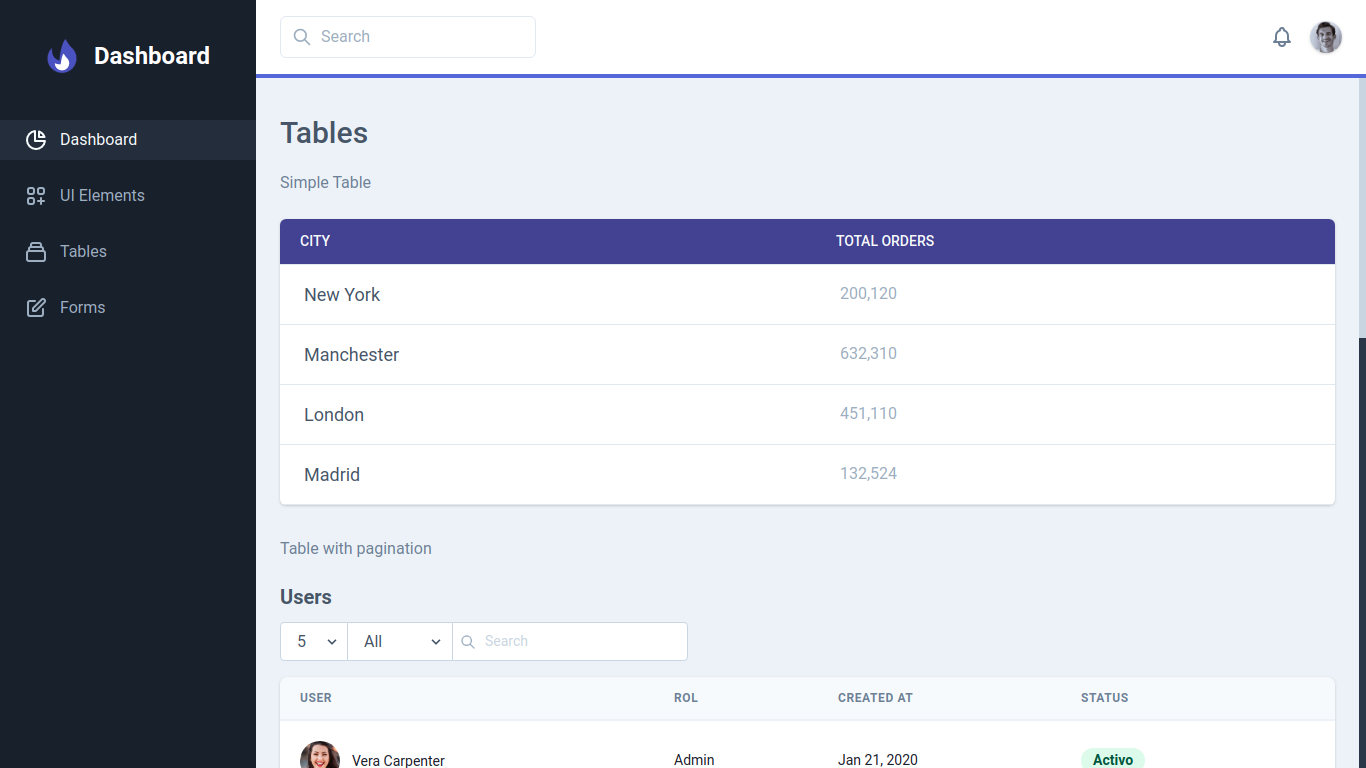 Dashboard
Search
Dashboard
UI Elements
Tables
Forms
Tables
Simple Table
CITY TOTAL ORDERS
New York 200,120
Manchester 632,310
London 451,110
Madrid 132,524
Table with pagination
Users
5 All Search
USER ROL CREATED AT STATUS
Vera Carpenter Admin Jan 21, 2020 Activo